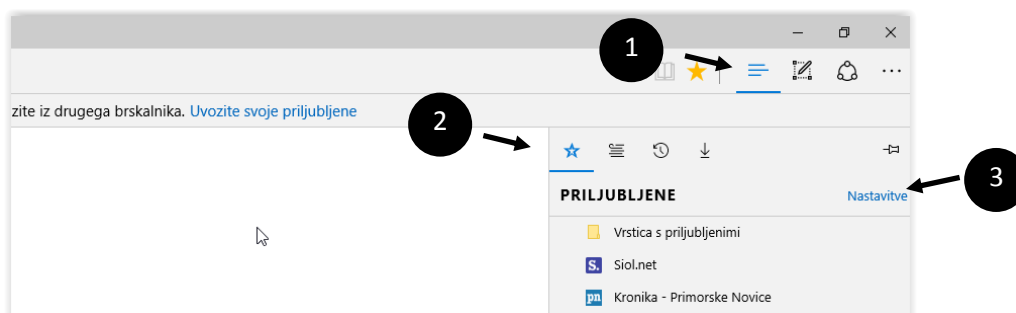 1
zite iz drugega brskalnika. Uvozite svoje priljubljene
2
3
PRILJUBLJENE
Nastavitve
Vrstica s priljubljenimi
S. Siol.net
pn Kronika - Primorske Novice